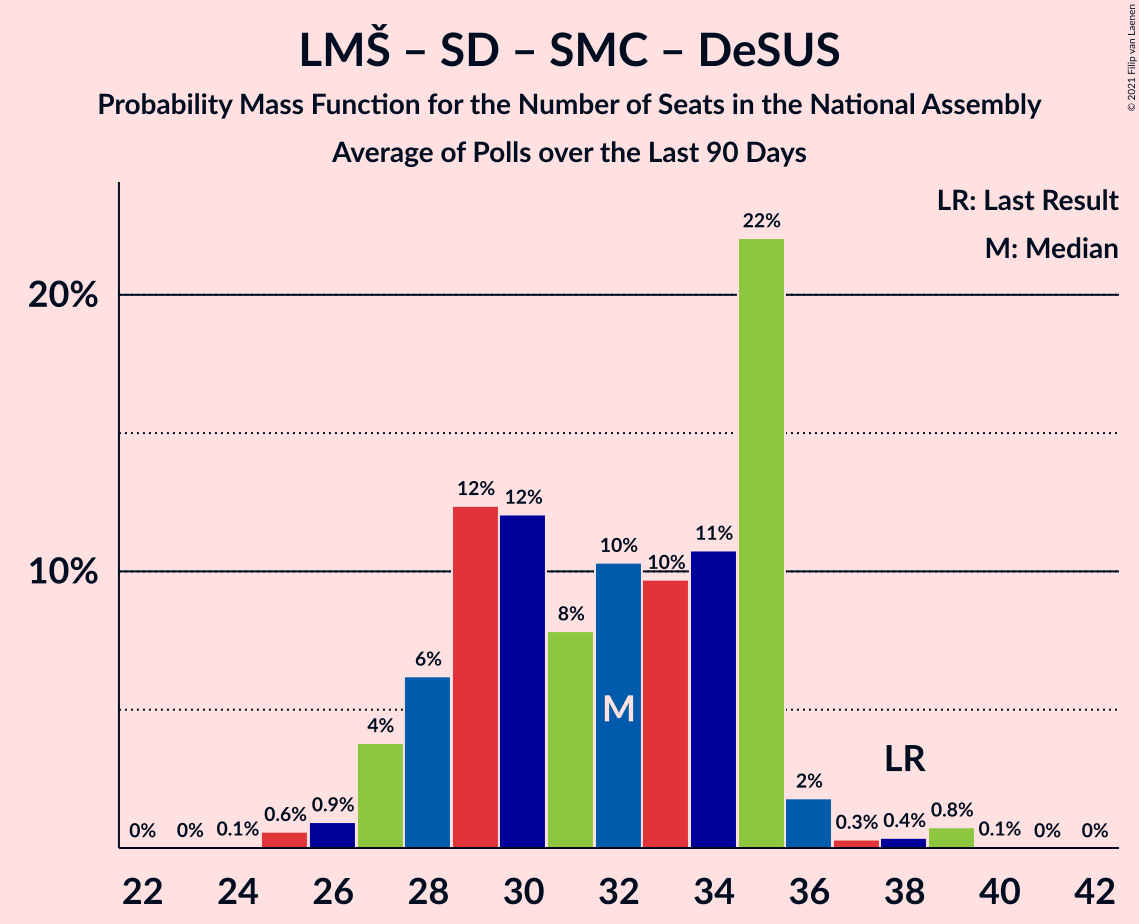 LMŠ – SD – SMC – DeSUS
Probability Mass Function for the Number of Seats in the National Assembly
Average of Polls over the Last 90 Days
© 2021 Filip van Laenen
LR: Last Result
M: Median
20%
10%
0% 0% 0.1% 0.6% 0.9% 4% 6% 12% 12% 8% 10% 10% 11% 22% 2% 0.3% 0.4% 0.8% 0.1% 0% 0%
M
LR
22 24 26 28 30 32 34 36 38 40 42